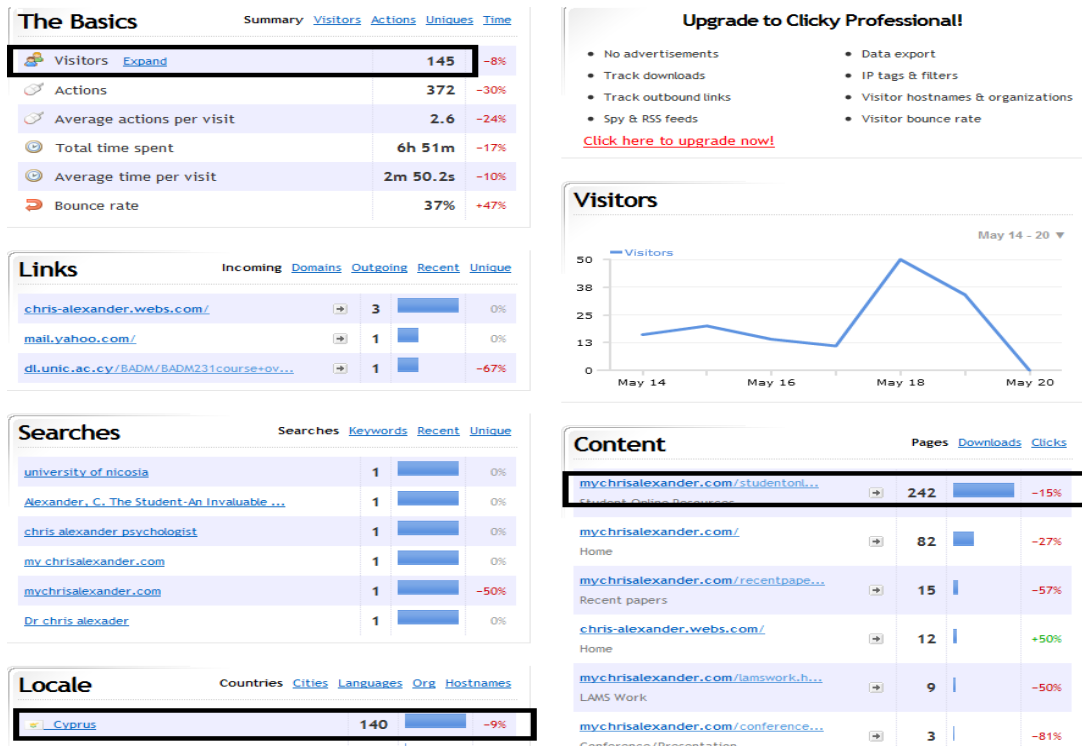 The Basics Summary Visitors Actions Uniques Time
Visitors Expand 145 -8%
Actions 372 -30%
Average actions per visit 2.6 -24%
Total time spent 6h 51m -17%
Average time per visit 2m 50.2s -10%
Bounce rate 37% +47%
Links Incoming Domains Outgoing Recent Unique
chris-alexander.webs.com/ 3 0%
mail.yahoo.com/ 1 0%
dl.unic.ac.cy/BADM/BADM231course+ov... 1 -67%
Searches Searches Keywords Recent Unique
university of nicosia 1 0%
Alexander, C. The Student-An Invaluable ... 1 0%
chris alexander psychologist 1 0%
my chrisalexander.com 1 0%
mychrisalexander.com 1 -50%
Dr chris alexader 1 0%
Locale Countries Cities Languages Org Hostnames
Cyprus 140 -9%
Upgrade to Clicky Professional!
• No advertisements
• Track downloads
• Track outbound links
• Spy & RSS feeds
• Data export
• IP tags & filters
• Visitor hostnames & organizations
• Visitor bounce rate
Click here to upgrade now!
Visitors
May 14 - 20 ▼
Visitors
50
38
25
13
0
May 14 May 16 May 18 May 20
Content Pages Downloads Clicks
mychrisalexander.com/studentonl... 242 -15%
Student Online Resources
mychrisalexander.com/ 82 -27%
Home
mychrisalexander.com/recentpape... 15 -57%
Recent papers
chris-alexander.webs.com/ 12 +50%
Home
mychrisalexander.com/lamswork.h... 9 -50%
LAMS Work
mychrisalexander.com/conference... 3 -81%
Conference/Presentation